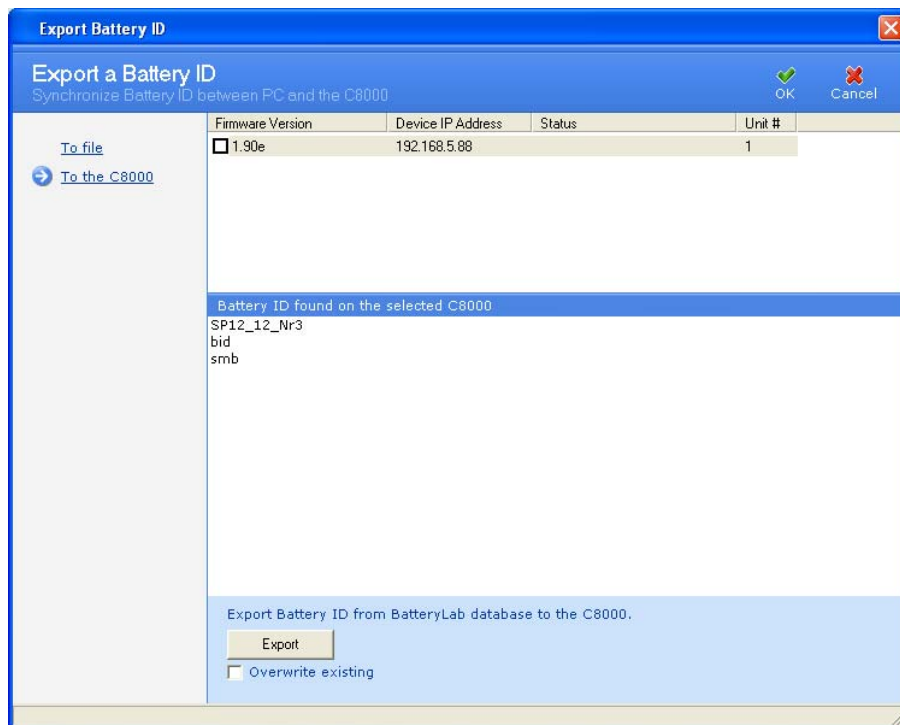 Export Battery ID
Export a Battery ID
Synchronize Battery ID between PC and the C8000
OK
Cancel
To file
To the C8000
Firmware Version Device IP Address Status Unit #
1.90e 192.168.5.88 1
Battery ID found on the selected C8000
SP12_12_Nr3
bid
smb
Export Battery ID from BatteryLab database to the C8000.
Export
Overwrite existing